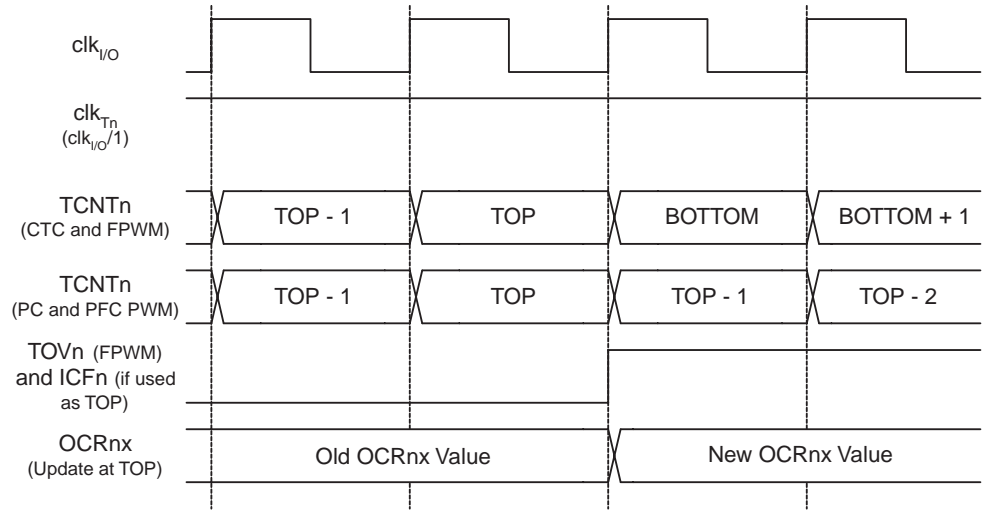 clkI/O
clkTn
(clkI/O/1)
TCNTn
(CTC and FPWM)
TOP - 1
TOP
BOTTOM
BOTTOM + 1
TCNTn
(PC and PFC PWM)
TOP - 1
TOP
TOP - 1
TOP - 2
TOVn (FPWM)
and ICFn (if used
as TOP)
OCRnx
(Update at TOP)
Old OCRnx Value
New OCRnx Value